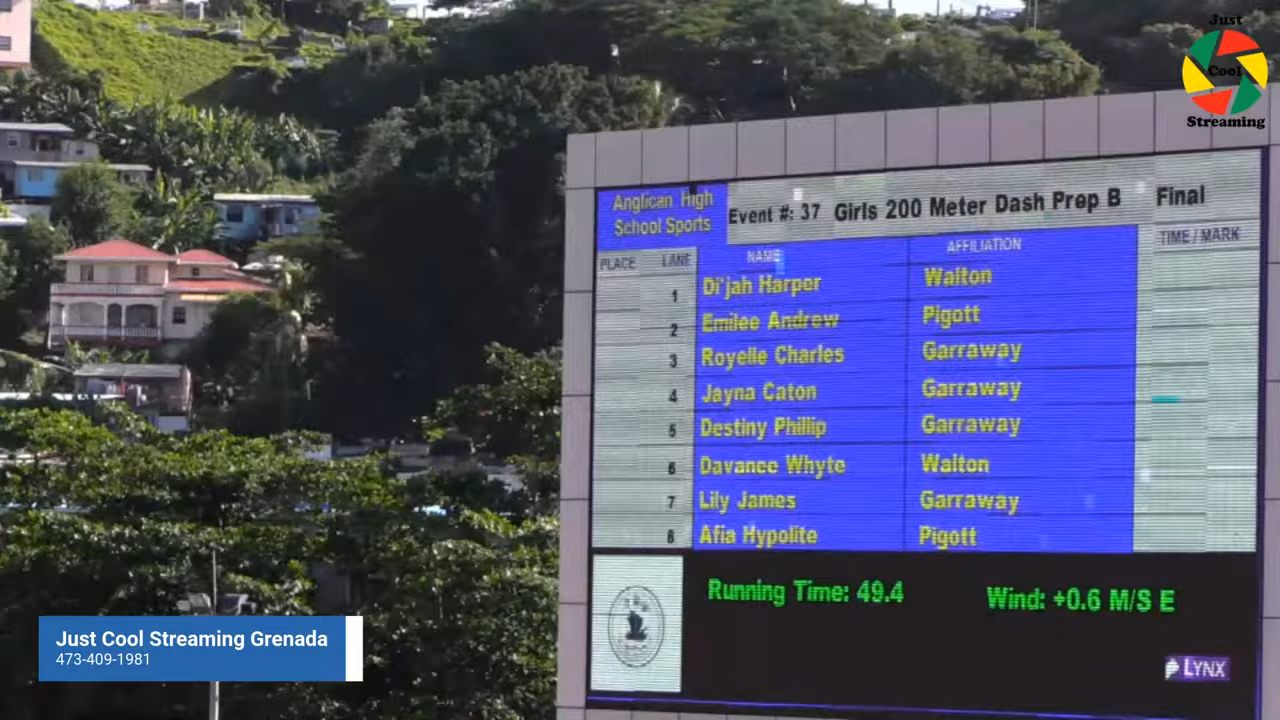 Just
Cool
Streaming
Anglican High
School Sports
Event #: 37 Girls 200 Meter Dash Prep B Final
PLACE LANE NAME AFFILIATION TIME / MARK
1 Di'jah Harper Walton
2 Emilee Andrew Pigott
3 Royelle Charles Garraway
4 Jayna Caton Garraway
5 Destiny Phillip Garraway
6 Davanee Whyte Walton
7 Lily James Garraway
8 Afia Hypolite Pigott
Running Time: 49.4 Wind: +0.6 M/S E
LYNX
Just Cool Streaming Grenada
473-409-1981